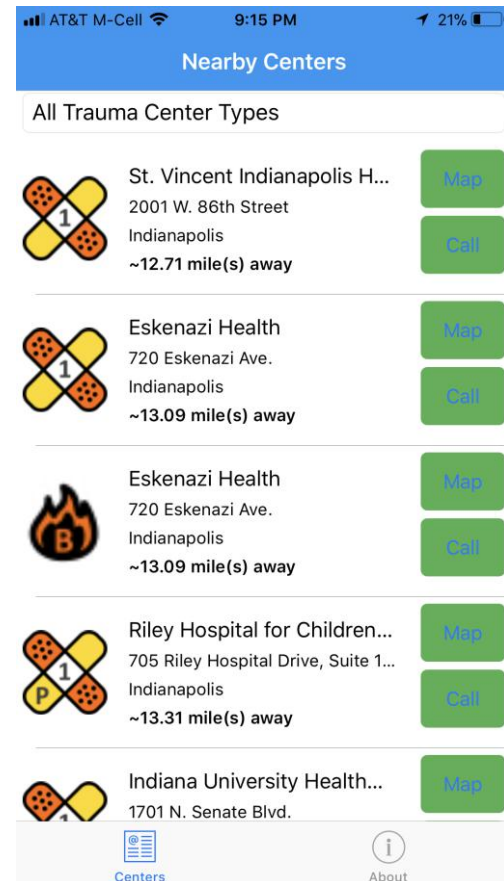 AT&T M-Cell 9:15 PM 21%
Nearby Centers
All Trauma Center Types
1
St. Vincent Indianapolis H...
2001 W. 86th Street
Indianapolis
~12.71 mile(s) away
Map
Call
1
Eskenazi Health
720 Eskenazi Ave.
Indianapolis
~13.09 mile(s) away
Map
Call
B
Eskenazi Health
720 Eskenazi Ave.
Indianapolis
~13.09 mile(s) away
Map
Call
1
P
Riley Hospital for Children...
705 Riley Hospital Drive, Suite 1...
Indianapolis
~13.31 mile(s) away
Map
Call
1
Indiana University Health...
1701 N. Senate Blvd.
Map
@
Centers
i
About